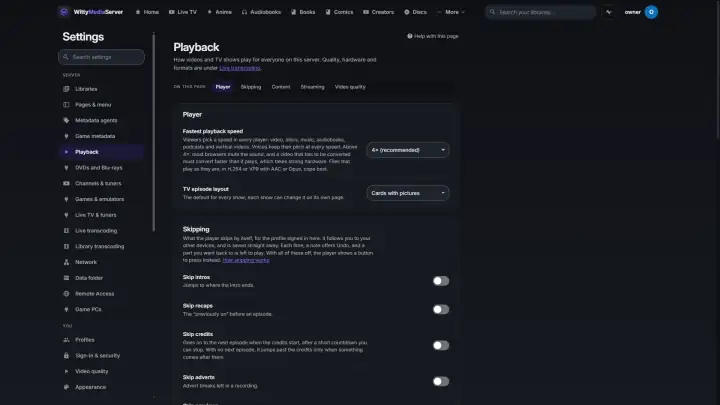 WittyMediaServer
Home
Live TV
Anime
Audiobooks
Books
Comics
Creators
Discs
More
Search your libraries...
owner
O
Settings
Search settings
SERVER
Libraries
Pages & menu
Metadata agents
Game metadata
Playback
DVDs and Blu-rays
Channels & tuners
Games & emulators
Live TV & tuners
Live transcoding
Library transcoding
Network
Data folder
Remote Access
Game PCs
YOU
Profiles
Sign-in & security
Video quality
Appearance
Help with this page
Playback
How videos and TV shows play for everyone on this server. Quality, hardware and
formats are under Live transcoding.
ON THIS PAGE
Player
Skipping
Content
Streaming
Video quality
Player
Fastest playback speed
Viewers pick a speed in every player: video, discs, music, audiobooks,
podcasts and vertical videos. Voices keep their pitch at every speed. Above
4× most browsers mute the sound, and a video that has to be converted
must convert faster than it plays, which takes strong hardware. Files that
play as they are, in H.264 or VP9 with AAC or Opus, cope best.
4× (recommended)
TV episode layout
The default for every show, each show can change it on its own page.
Cards with pictures
Skipping
What the player skips by itself, for the profile signed in here. It follows you to your
other devices, and is saved straight away. Each time, a note offers Undo, and a
part you went back to is left to play. With all of these off, the player shows a button
to press instead. How skipping works
Skip intros
Jumps to where the intro ends.
Skip recaps
The "previously on" before an episode.
Skip credits
Goes on to the next episode when the credits start, after a short countdown you
can stop. With no next episode, it jumps past the credits only when something
comes after them.
Skip adverts
Advert breaks left in a recording.